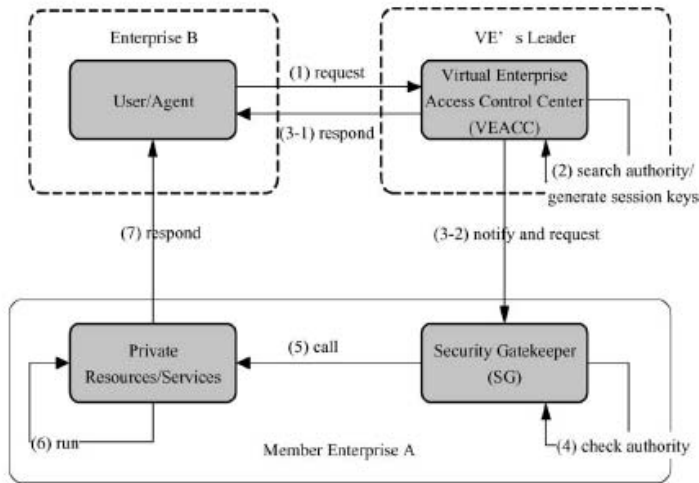 Enterprise B
VE's Leader
User/Agent
(1) request
Virtual Enterprise
Access Control Center
(VEACC)
(3-1) respond
(2) search authority/
generate session keys
(7) respond
(3-2) notify and request
Private
Resources/Services
(5) call
Security Gatekeeper
(SG)
(6) run
(4) check authority
Member Enterprise A